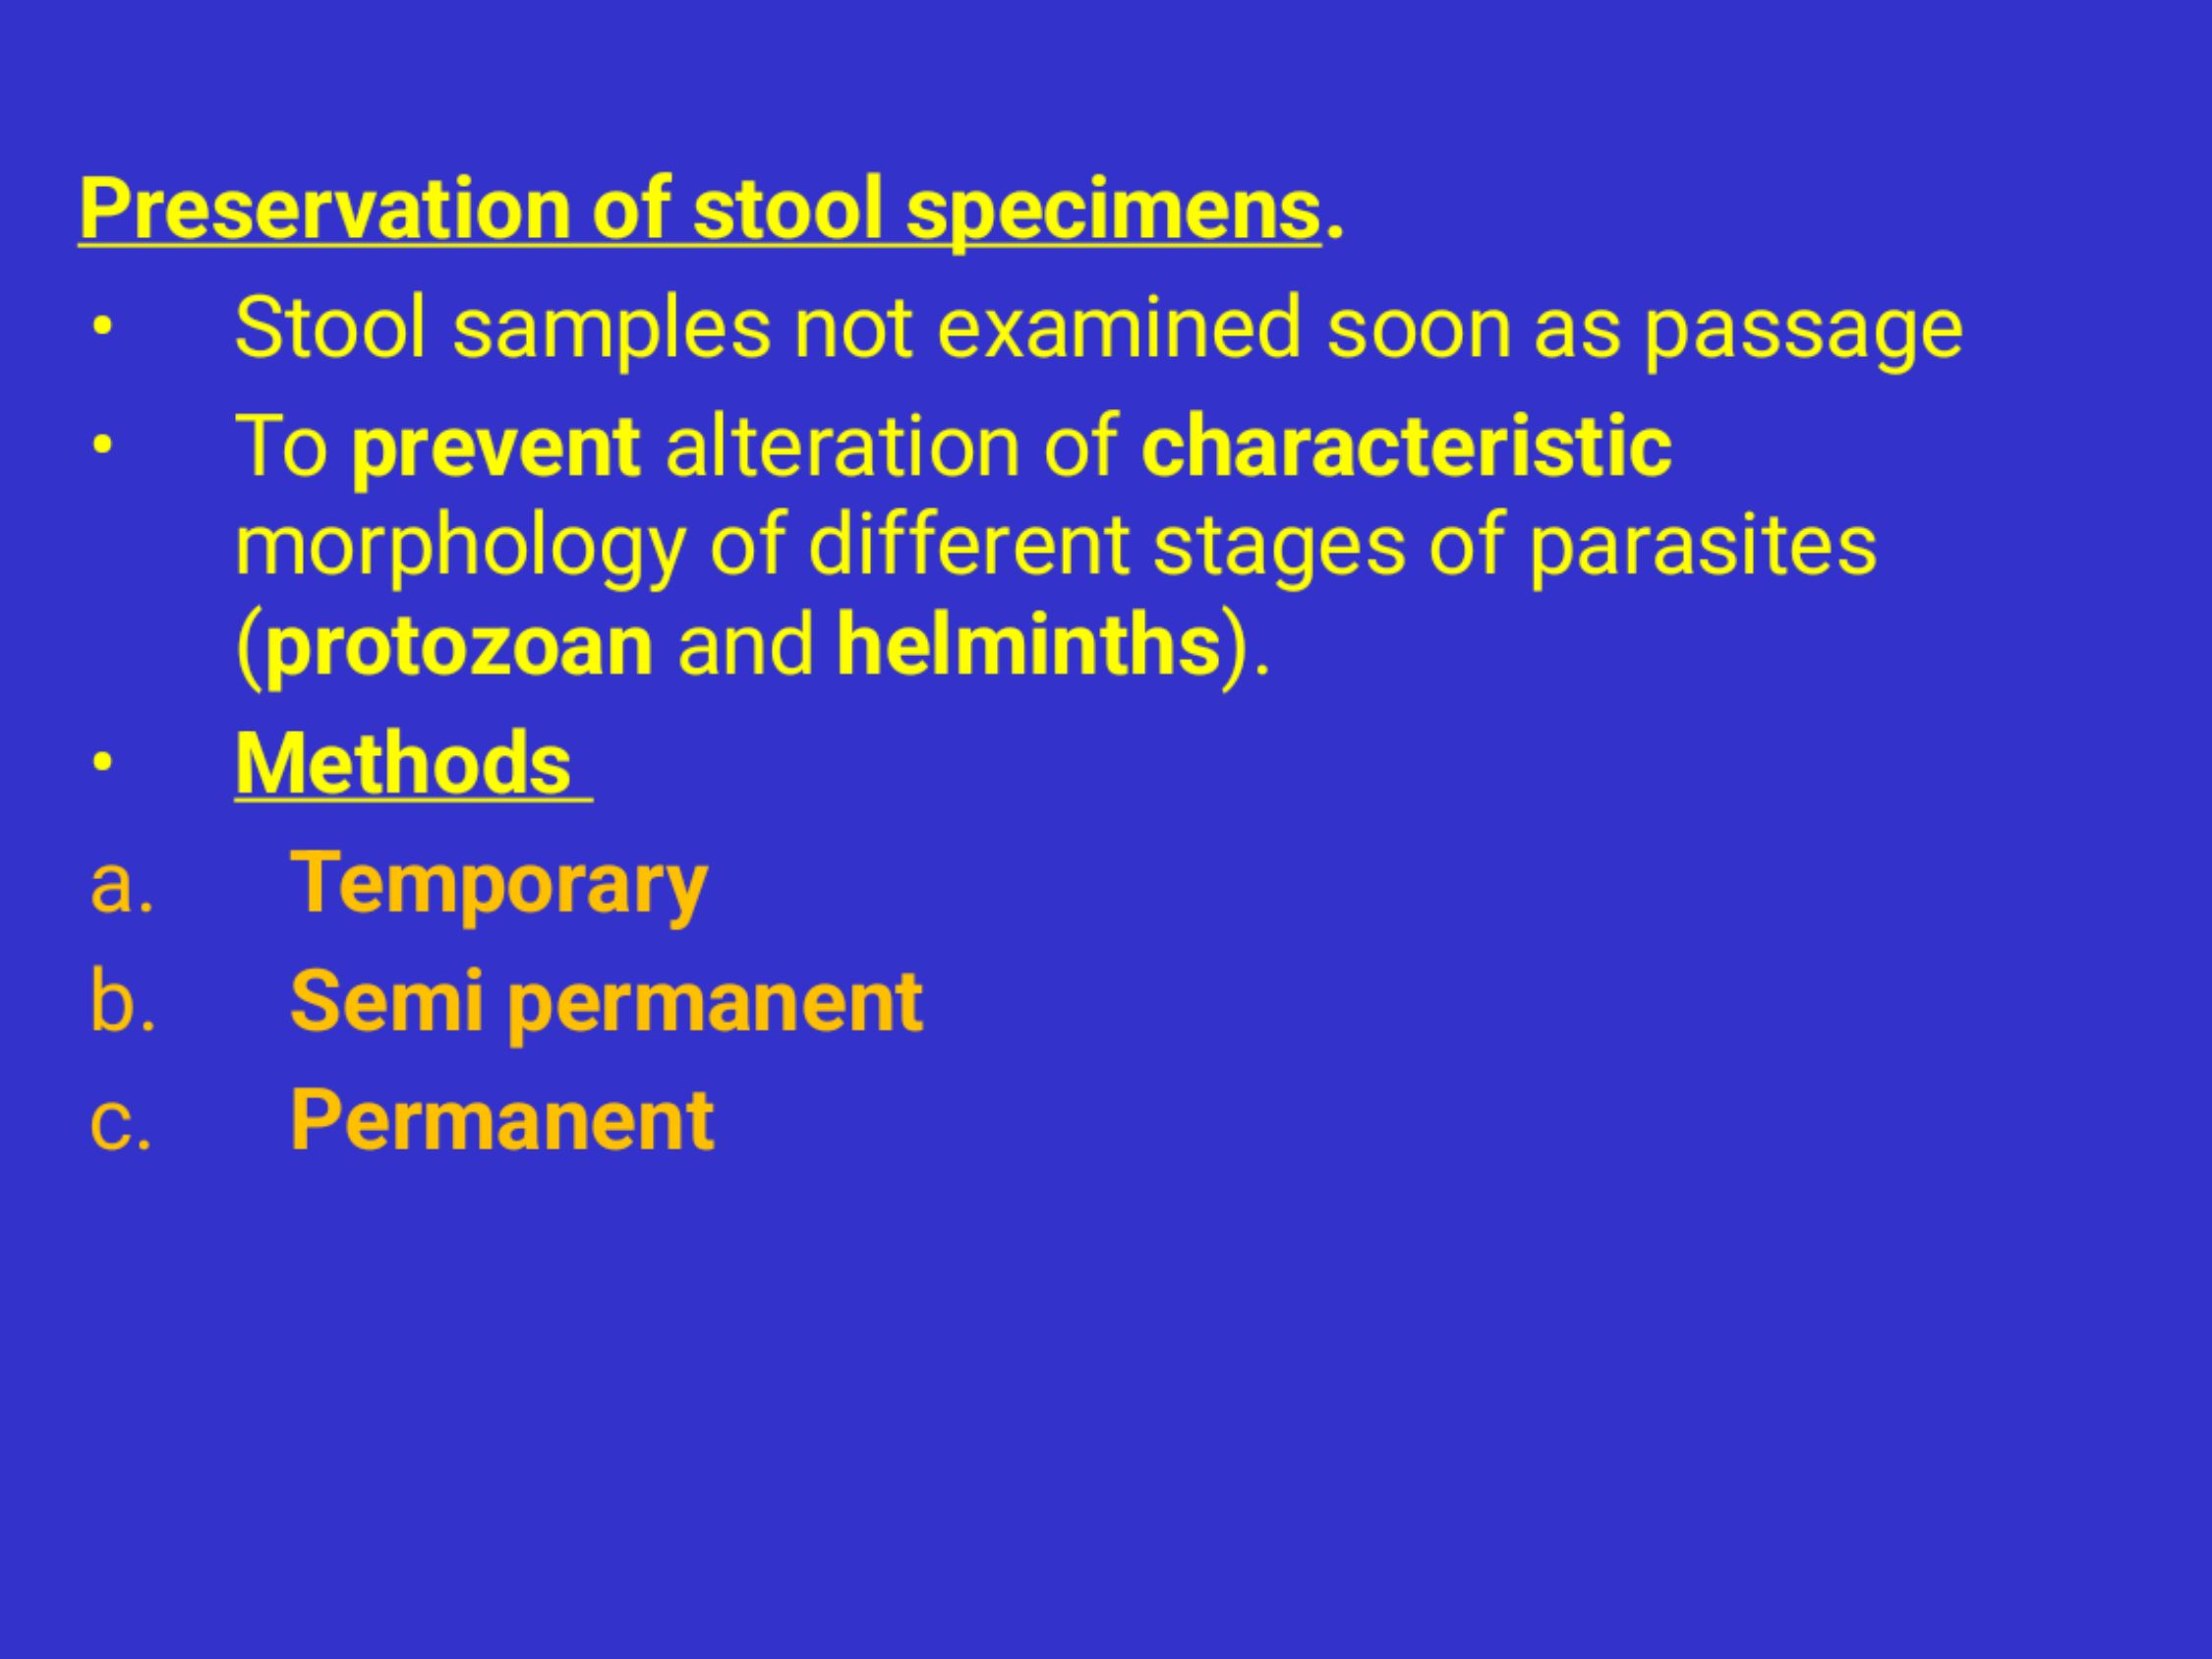 Preservation of stool specimens.
• Stool samples not examined soon as passage
• To prevent alteration of characteristic
morphology of different stages of parasites
(protozoan and helminths).
• Methods
a. Temporary
b. Semi permanent
c. Permanent